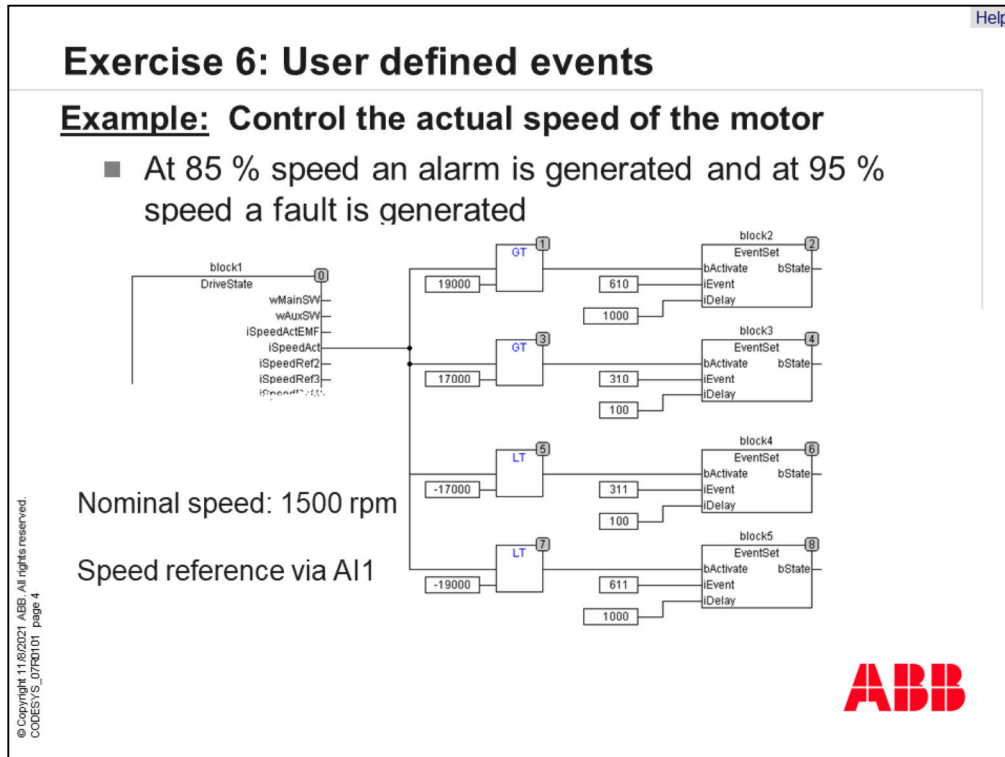 Help
Exercise 6: User defined events
Example: Control the actual speed of the motor
At 85 % speed an alarm is generated and at 95 %
speed a fault is generated
block1
0
DriveState
wMainSW
wAuxSW
iSpeedActEMF
iSpeedAct
iSpeedRef2
iSpeedRef3
1
GT
19000
block2
2
EventSet
bActivate bState
610 iEvent
iDelay
1000
3
GT
17000
block3
4
EventSet
bActivate bState
310 iEvent
iDelay
100
5
LT
-17000
block4
6
EventSet
bActivate bState
311 iEvent
iDelay
100
7
LT
-19000
block5
8
EventSet
bActivate bState
611 iEvent
iDelay
1000
Nominal speed: 1500 rpm
Speed reference via AI1
© Copyright 11/8/2021 ABB. All rights reserved.
CODESYS_07R0101 page 4
ABB